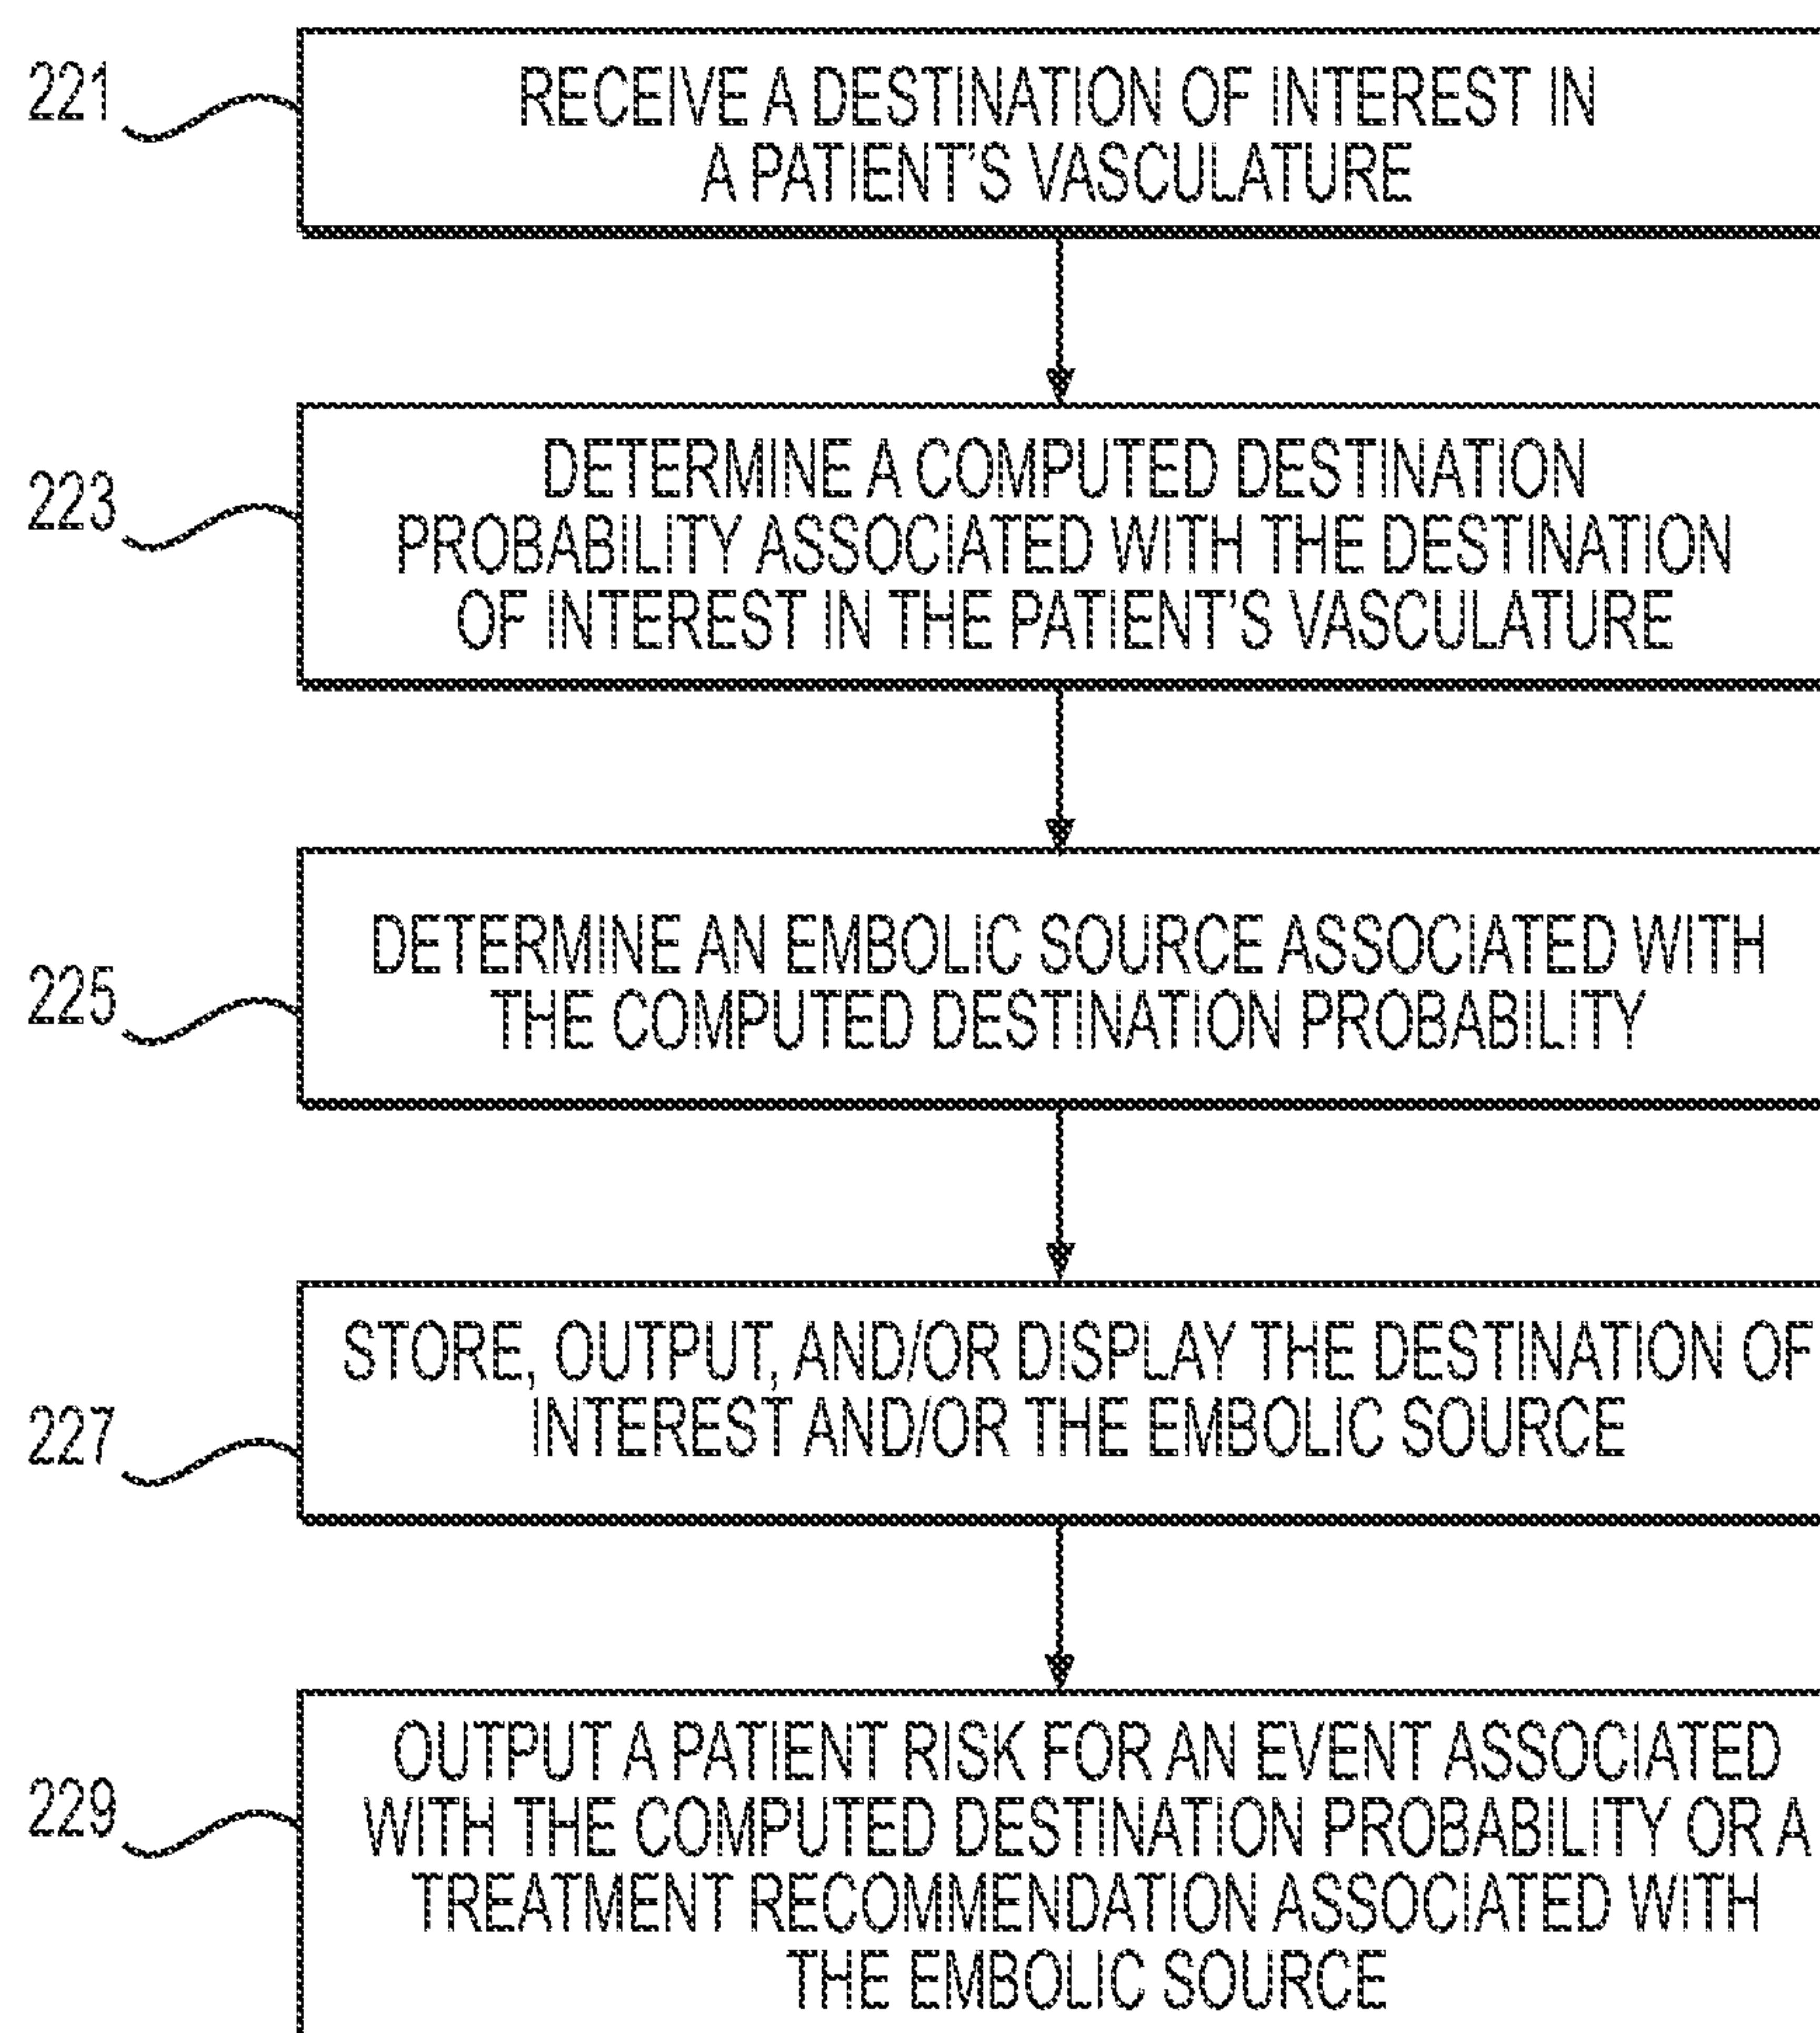 221
RECEIVE A DESTINATION OF INTEREST IN
A PATIENT'S VASCULATURE
223
DETERMINE A COMPUTED DESTINATION
PROBABILITY ASSOCIATED WITH THE DESTINATION
OF INTEREST IN THE PATIENT'S VASCULATURE
225
DETERMINE AN EMBOLIC SOURCE ASSOCIATED WITH
THE COMPUTED DESTINATION PROBABILITY
227
STORE, OUTPUT, AND/OR DISPLAY THE DESTINATION OF
INTEREST AND/OR THE EMBOLIC SOURCE
229
OUTPUT A PATIENT RISK FOR AN EVENT ASSOCIATED
WITH THE COMPUTED DESTINATION PROBABILITY OR A
TREATMENT RECOMMENDATION ASSOCIATED WITH
THE EMBOLIC SOURCE